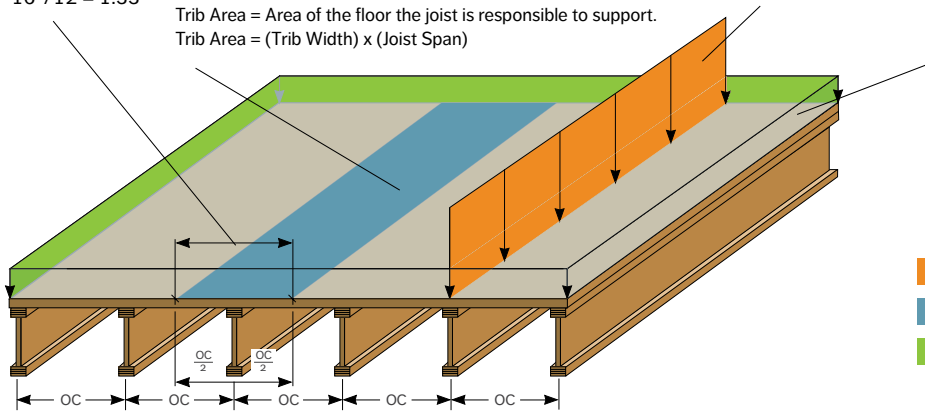 Trib Area = Area of the floor the joist is responsible to support.
Trib Area = (Trib Width) x (Joist Span)
OC/2 OC/2
OC OC OC OC OC